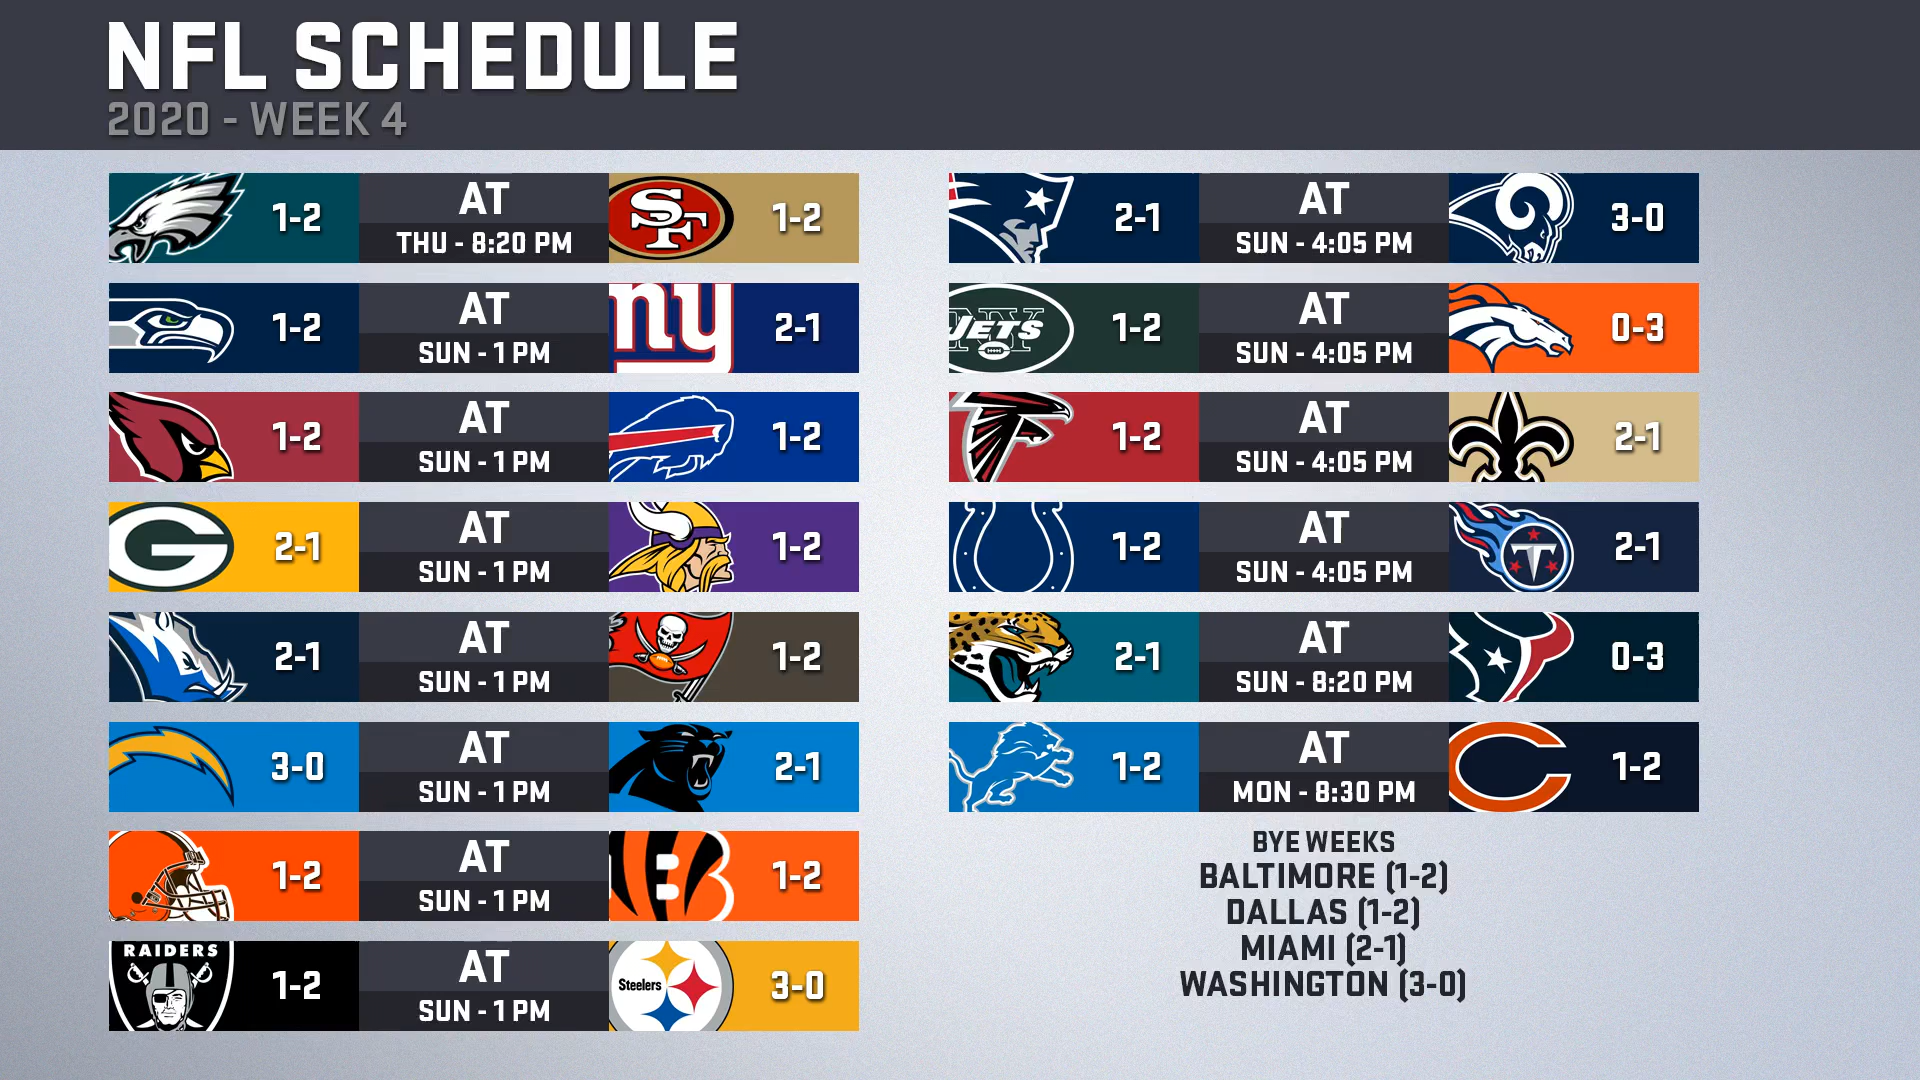 NFL SCHEDULE
2020 - WEEK 4
1-2 AT 1-2
THU - 8:20 PM
1-2 AT ny 2-1
SUN - 1 PM
1-2 AT 1-2
SUN - 1 PM
G 2-1 AT 1-2
SUN - 1 PM
2-1 AT 1-2
SUN - 1 PM
3-0 AT 2-1
SUN - 1 PM
1-2 AT B 1-2
SUN - 1 PM
RAIDERS
1-2 AT Steelers 3-0
SUN - 1 PM
2-1 AT 3-0
SUN - 4:05 PM
JETS 1-2 AT 0-3
SUN - 4:05 PM
1-2 AT 2-1
SUN - 4:05 PM
1-2 AT T 2-1
SUN - 4:05 PM
2-1 AT 0-3
SUN - 8:20 PM
1-2 AT C 1-2
MON - 8:30 PM
BYE WEEKS
BALTIMORE (1-2)
DALLAS (1-2)
MIAMI (2-1)
WASHINGTON (3-0)